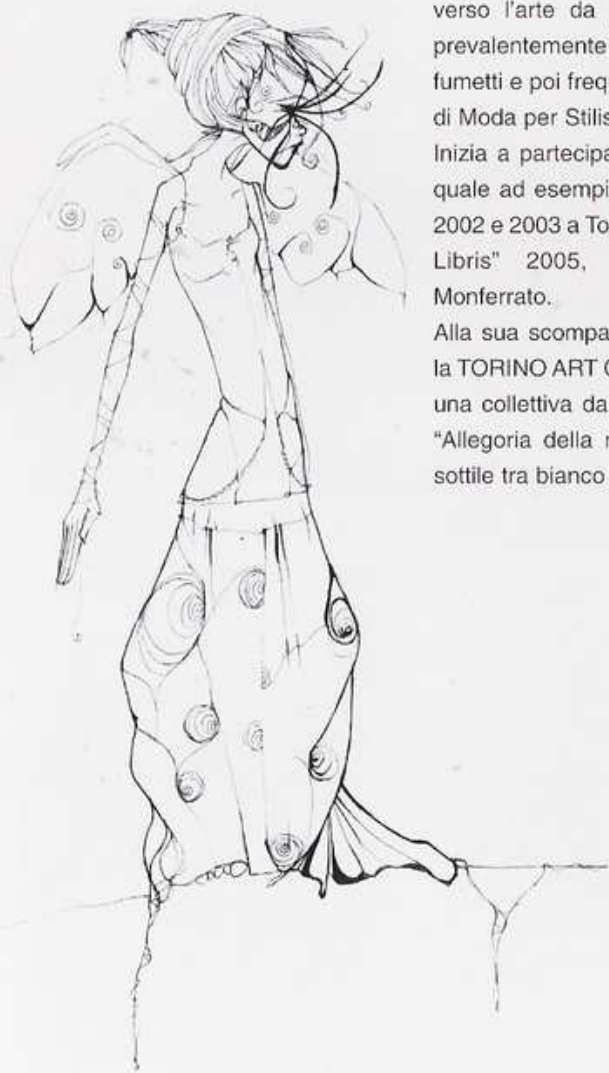 verso l'arte da
prevalentemente
fumetti e poi freq
di Moda per Stilis
Inizia a partecipa
quale ad esempi
2002 e 2003 a To
Libris" 2005,
Monferrato.
Alla sua scompa
la TORINO ART
una collettiva da
"Allegoria della
sottile tra bianco